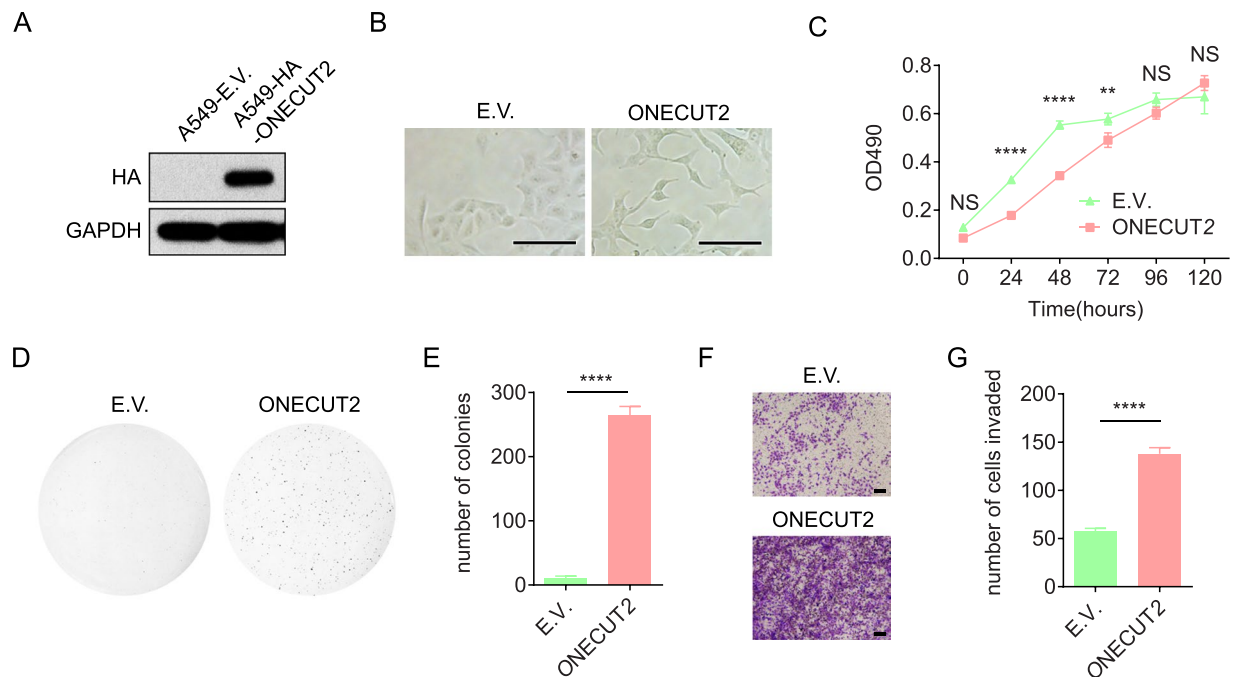 A
A549-E.V.
A549-HA
-ONECUT2
HA
GAPDH
B
E.V.
ONECUT2
C
OD490
0.8
0.6
0.4
0.2
0.0
NS
****
****
**
NS
NS
E.V.
ONECUT2
0
24
48
72
96
120
Time(hours)
D
E.V.
ONECUT2
E
number of colonies
300
200
100
0
****
E.V.
ONECUT2
F
E.V.
ONECUT2
G
number of cells invaded
200
150
100
50
0
****
E.V.
ONECUT2